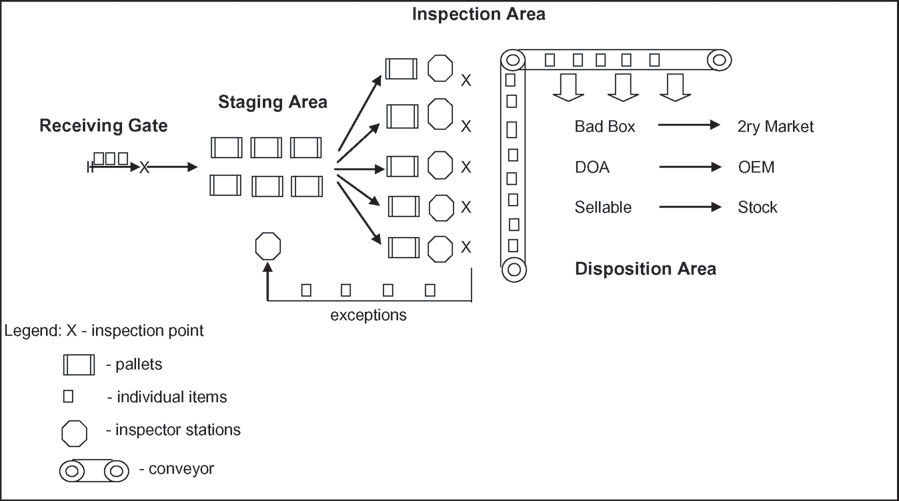 Inspection Area
Staging Area
Receiving Gate
X
X
X
X
X
X
Bad Box 2ry Market
DOA OEM
Sellable Stock
Disposition Area
exceptions
Legend: X - inspection point
- pallets
- individual items
- inspector stations
- conveyor